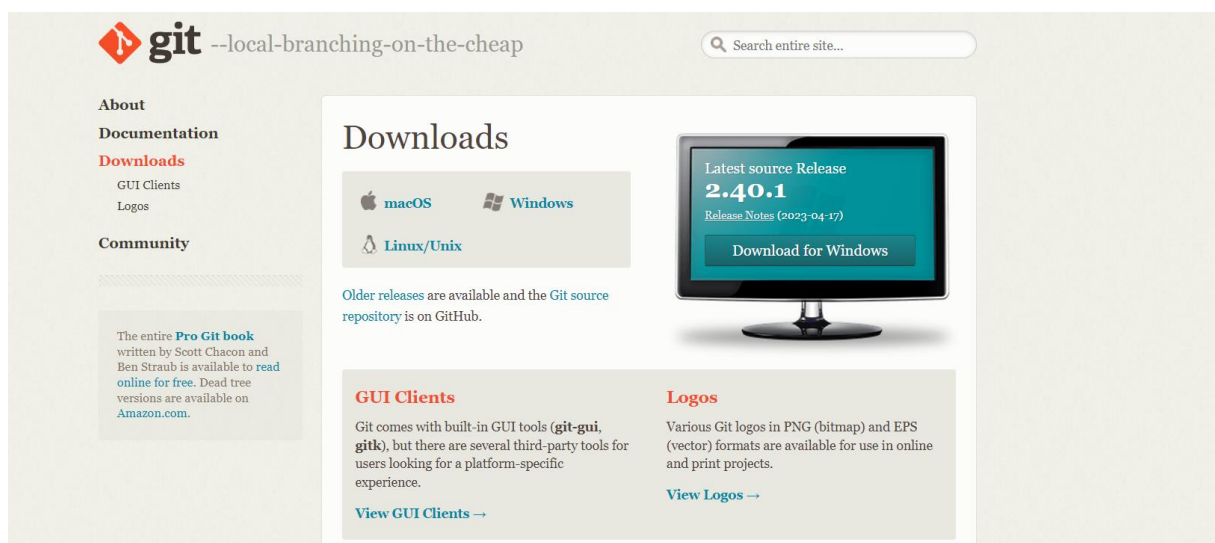 git --local-branching-on-the-cheap
Search entire site...
About
Documentation
Downloads
GUI Clients
Logos
Community
The entire Pro Git book
written by Scott Chacon and
Ben Straub is available to read
online for free. Dead tree
versions are available on
Amazon.com.
Downloads
macOS
Windows
Linux/Unix
Older releases are available and the Git source
repository is on GitHub.
Latest source Release
2.40.1
Release Notes (2023-04-17)
Download for Windows
GUI Clients
Git comes with built-in GUI tools (git-gui,
gitk), but there are several third-party tools for
users looking for a platform-specific
experience.
View GUI Clients →
Logos
Various Git logos in PNG (bitmap) and EPS
(vector) formats are available for use in online
and print projects.
View Logos →